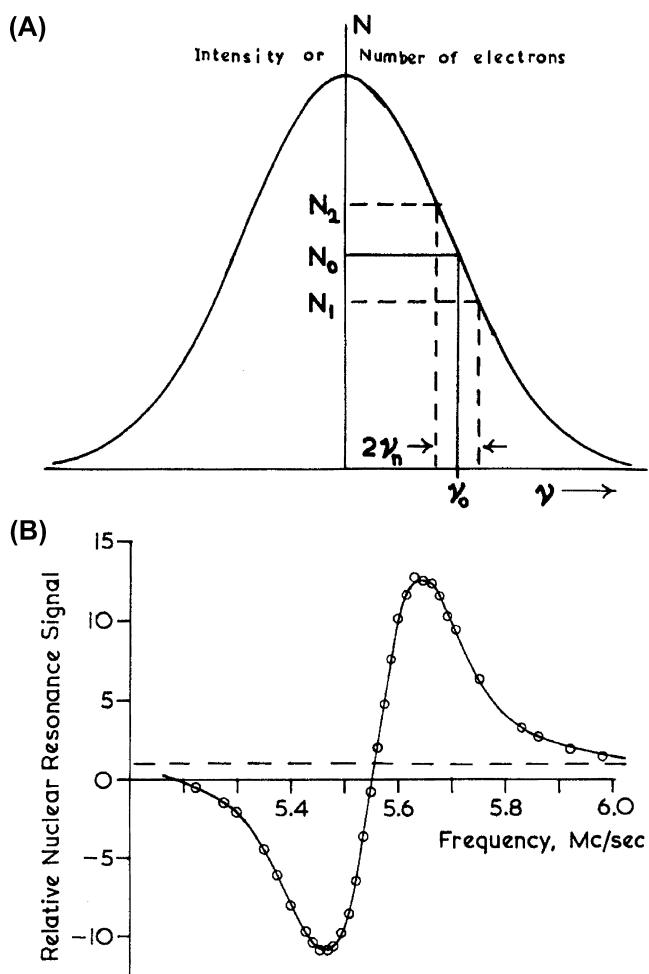 (A)
N
Intensity or Number of electrons
N₂
N₀
N₁
2νₙ
ν₀
ν
(B)
Relative Nuclear Resonance Signal
15
10
5
0
-5
-10
5.4 5.6 5.8 6.0
Frequency, Mc/sec